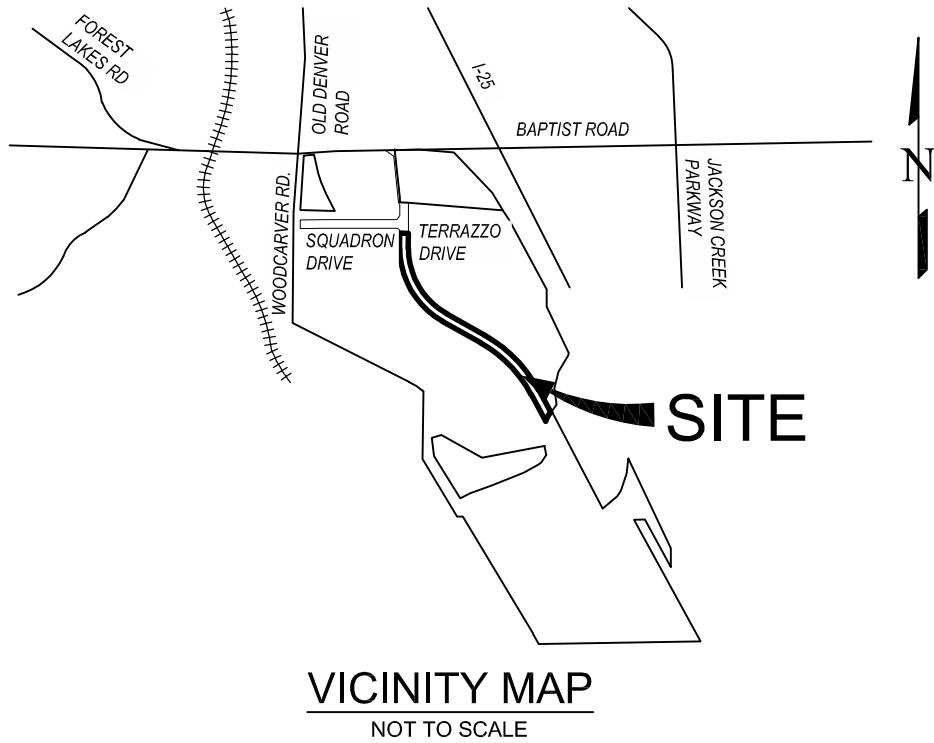 FOREST
LAKES RD
OLD DENVER
ROAD
I-25
BAPTIST ROAD
N
JACKSON CREEK
PARKWAY
WOODCARVER RD.
SQUADRON
DRIVE
TERRAZZO
DRIVE
SITE
VICINITY MAP
NOT TO SCALE